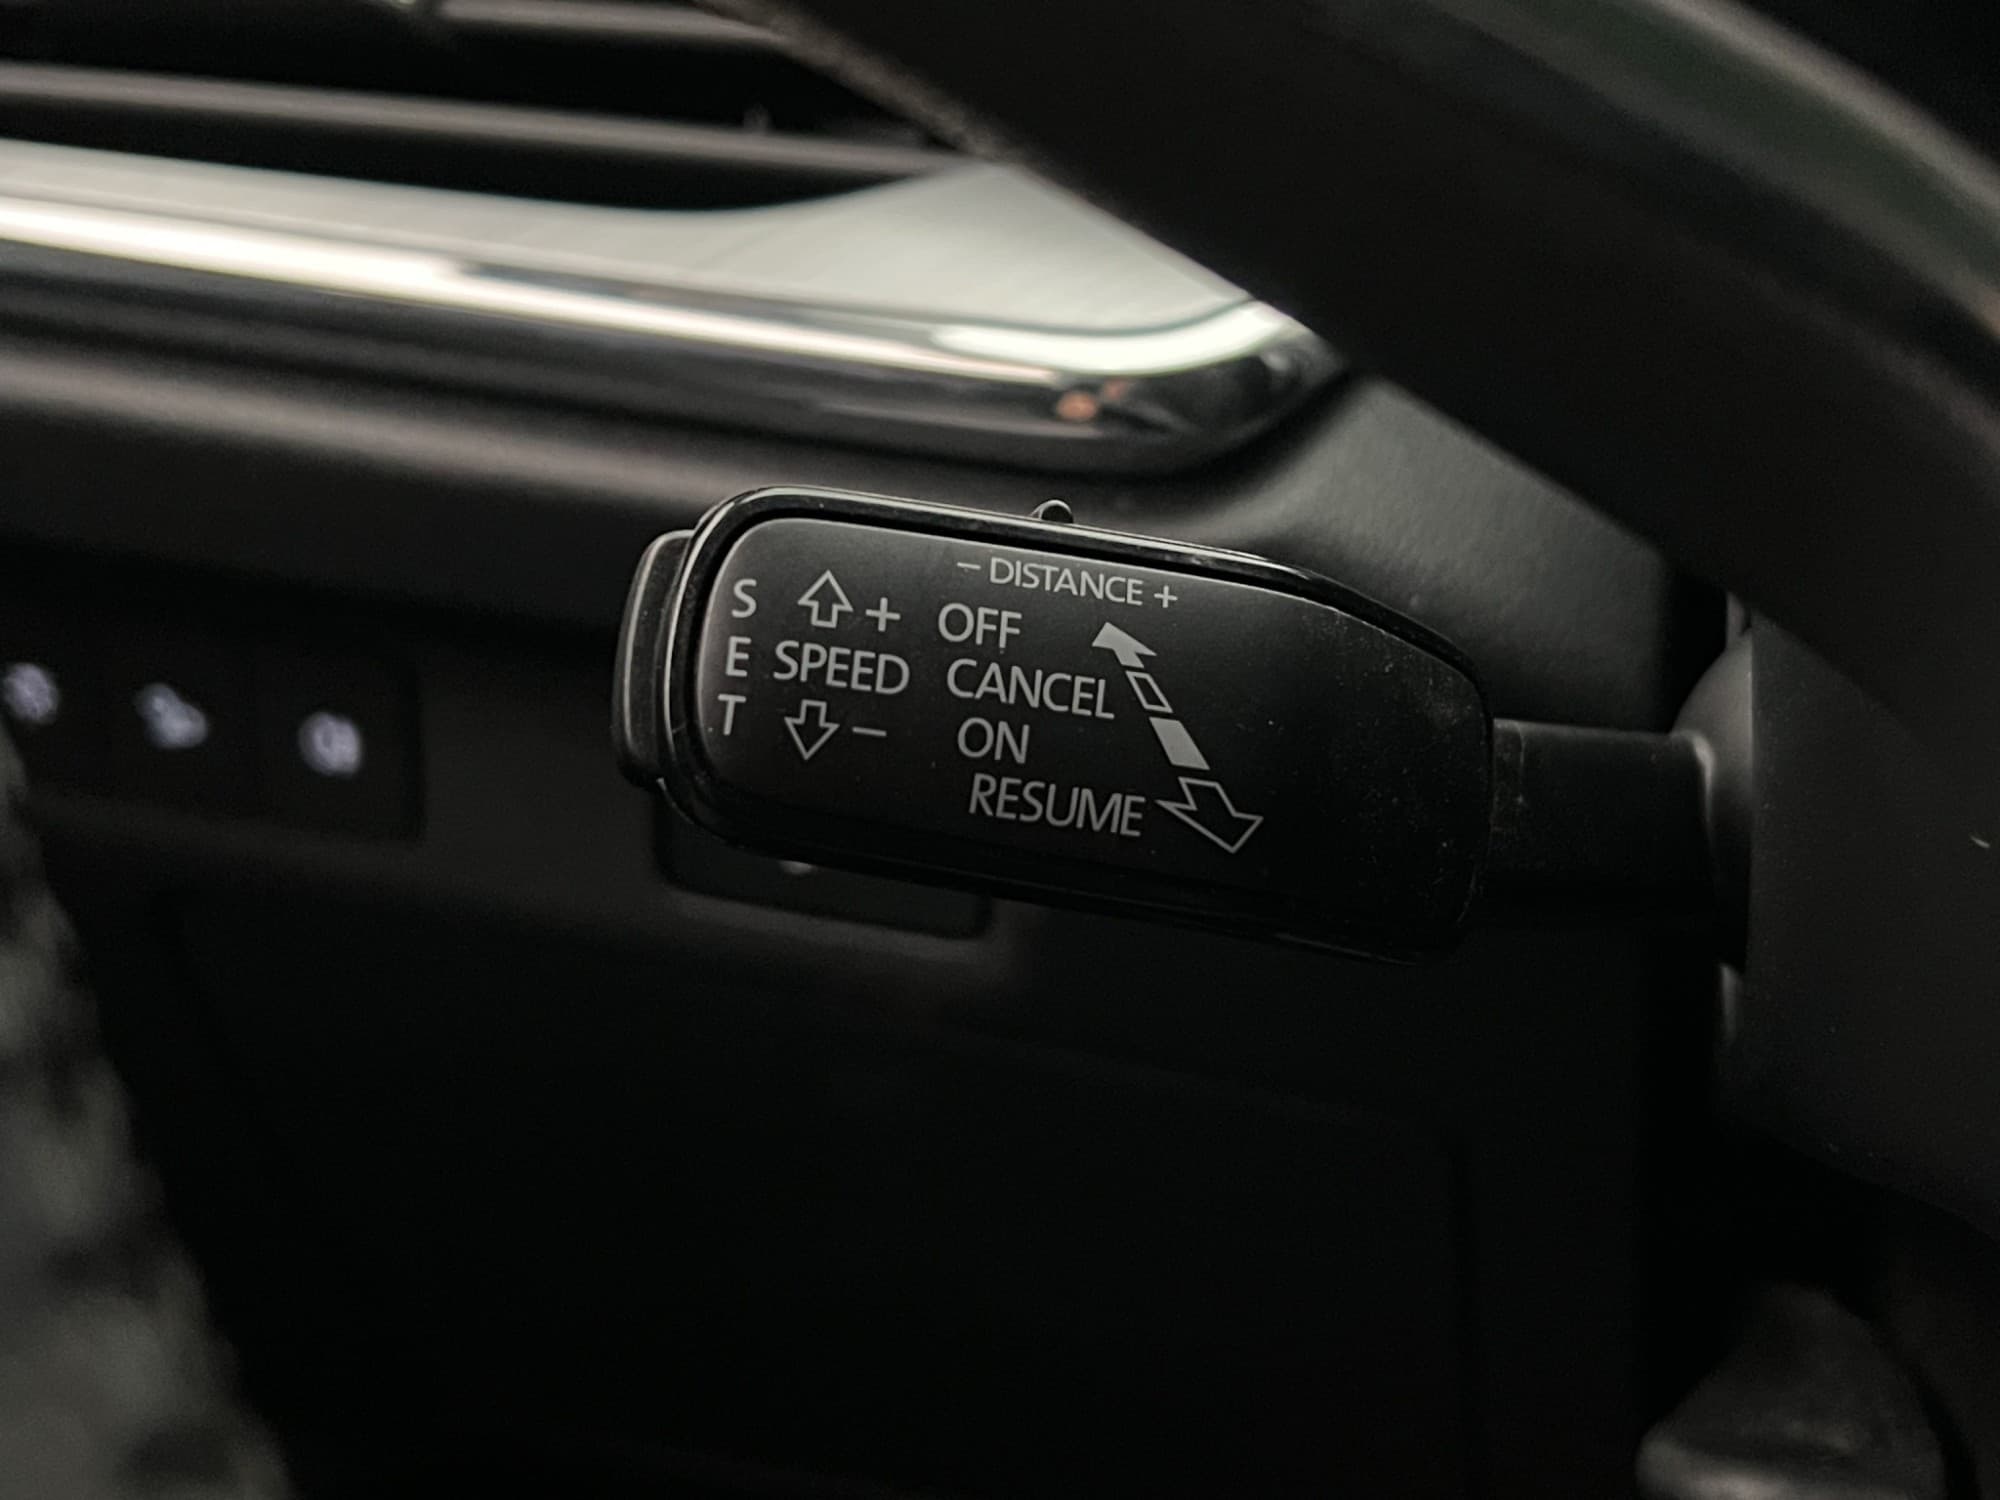 − DISTANCE +
S + OFF
E SPEED CANCEL
T − ON
RESUME